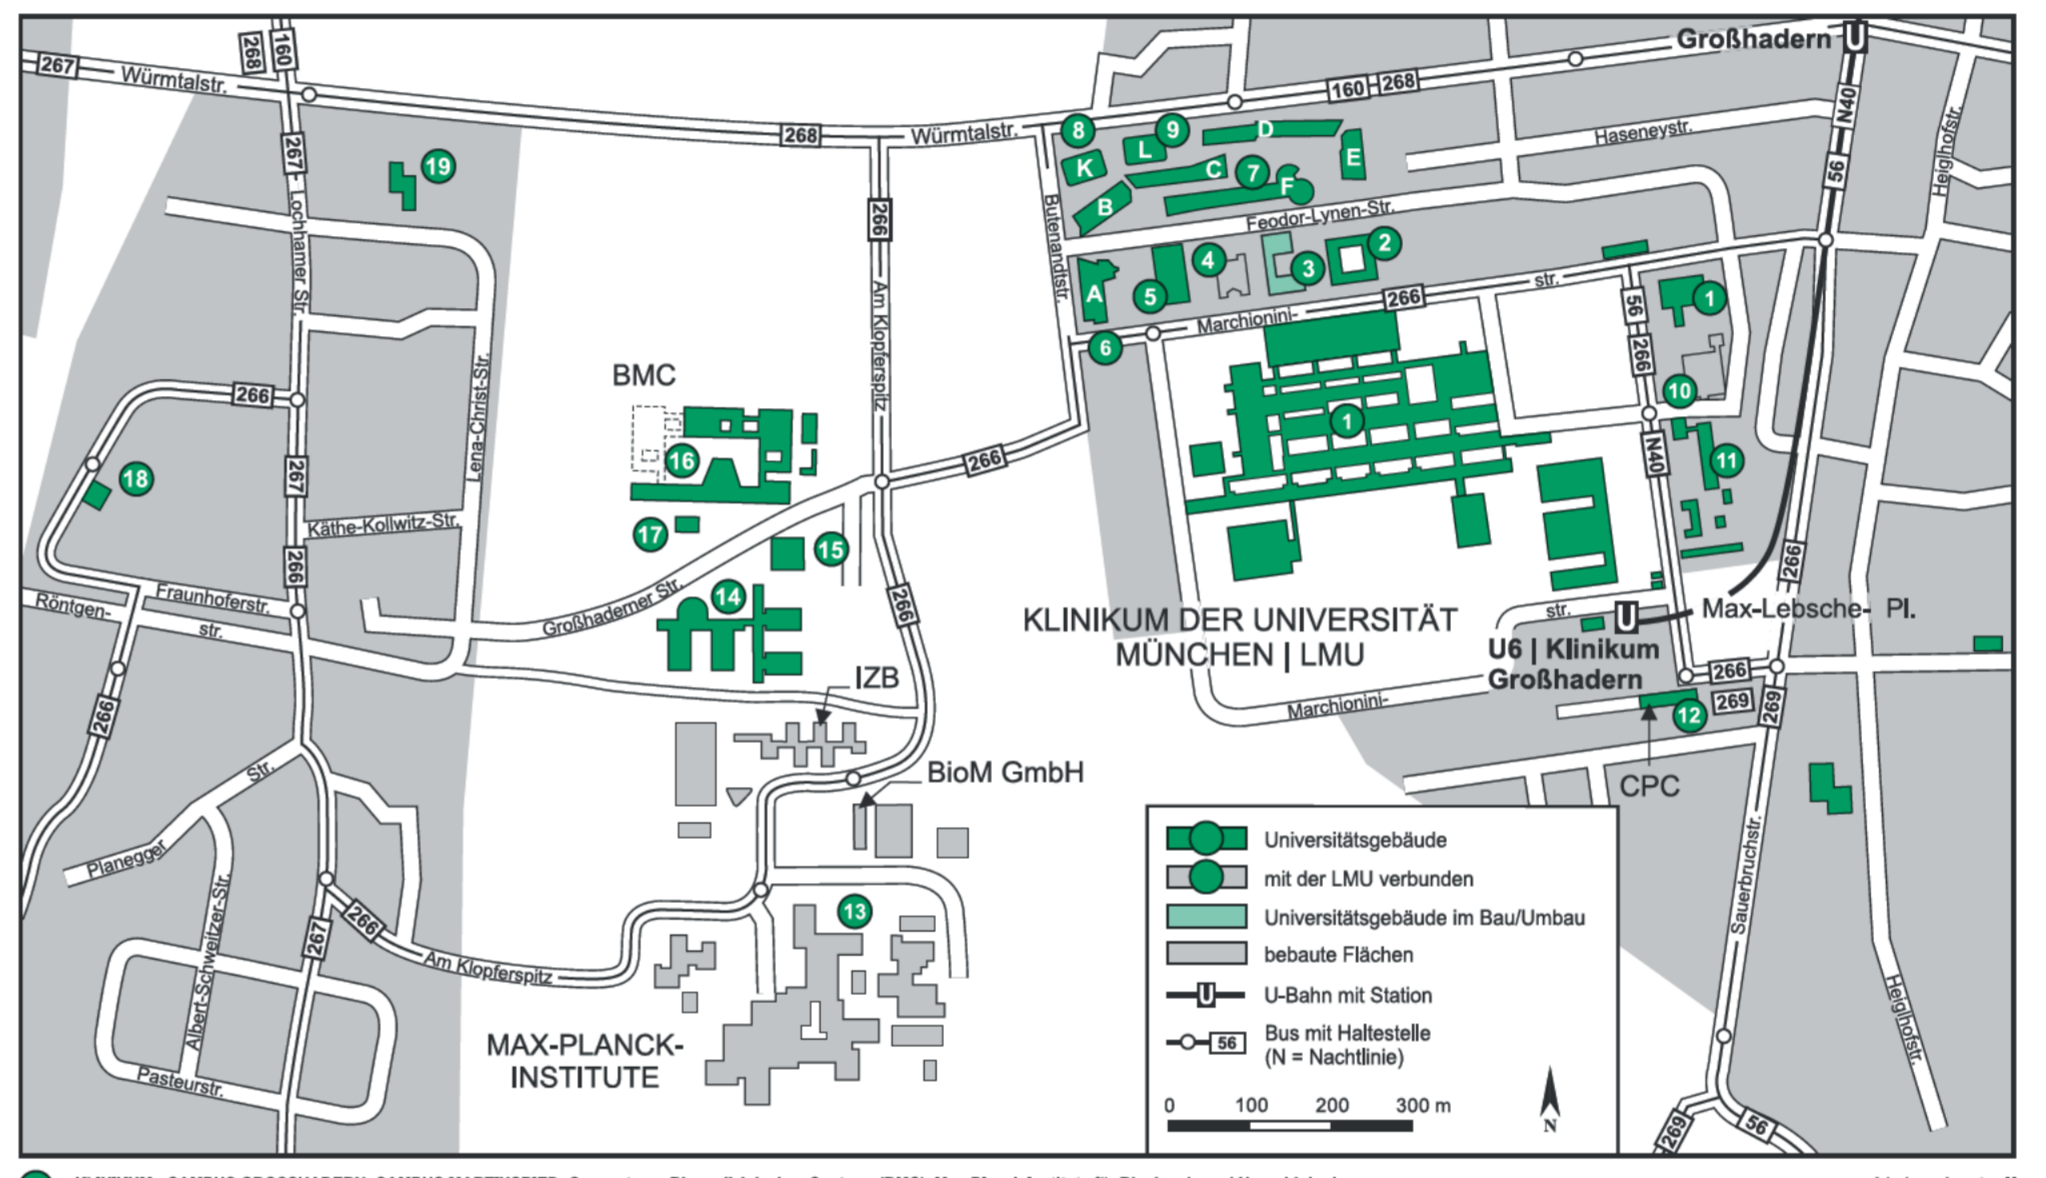 Großhadern
U
268
160
267
Würmtalstr.
160
268
N40
Heiglhofstr.
267
268
Würmtalstr.
8
9
D
Haseneystr.
L
E
56
19
K
C
7
F
Lochhamer Str.
266
Butenandtstr.
B
Feodor-Lynen-Str.
2
4
3
A
5
Am Klopferspitz
266
str.
56
1
Marchionini-
6
266
BMC
Lena-Christ-Str.
266
10
1
16
266
N40
11
18
267
Käthe-Kollwitz-Str.
17
15
266
266
Fraunhoferstr.
Röntgen-
str.
14
Großhaderner Str.
266
KLINIKUM DER UNIVERSITÄT
MÜNCHEN | LMU
str.
U
Max-Lebsche- Pl.
U6 | Klinikum
Großhadern
266
IZB
266
269
269
Marchionini-
12
CPC
Str.
BioM GmbH
Planegger
Albert-Schweitzer-Str.
Sauerbruchstr.
266
267
13
Am Klopferspitz
MAX-PLANCK-
INSTITUTE
Pasteurstr.
Heiglhofstr.
Universitätsgebäude
mit der LMU verbunden
Universitätsgebäude im Bau/Umbau
bebaute Flächen
U
U-Bahn mit Station
56
Bus mit Haltestelle
(N = Nachtlinie)
0 100 200 300 m
N
269
56